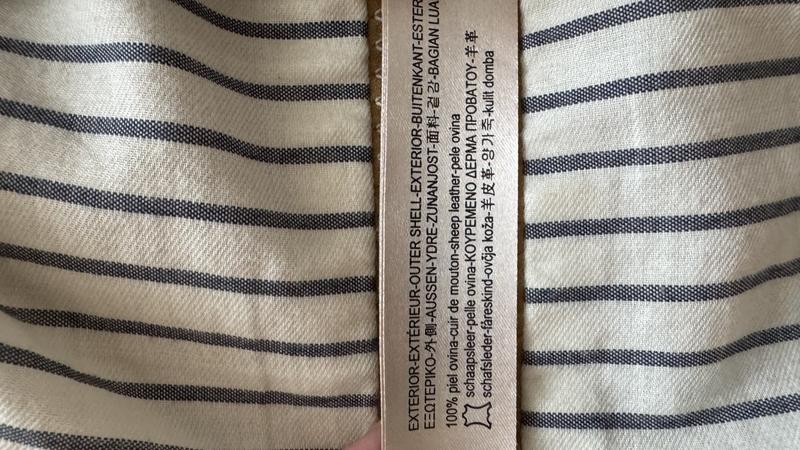 EXTERIOR-EXTÉRIEUR-OUTER SHELL-EXTERIOR-BUITENKANT-ESTER
ΕΞΩΤΕΡΙΚΟ-外側-AUSSEN-YDRE-ZUNANJOST-面料-겉감-BAGIAN LUA
100% piel ovina-cuir de mouton-sheep leather-pele ovina
schaapsleer-pelle ovina-ΚΟΥΡΕΜΕΝΟ ΔΕΡΜΑ ΠΡΟΒΑΤΟΥ-羊革
schafsleder-fåreskind-ovčja koža-羊皮革-양가죽-kulit domba